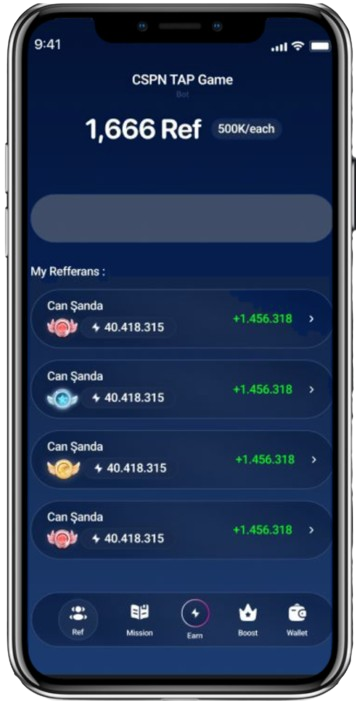 9:41
CSPN TAP Game
Bot
1,666 Ref 500K/each
My Refferans :
Can Şanda
40.418.315 +1.456.318
Can Şanda
40.418.315 +1.456.318
Can Şanda
40.418.315 +1.456.318
Can Şanda
40.418.315 +1.456.318
Ref Mission Earn Boost Wallet